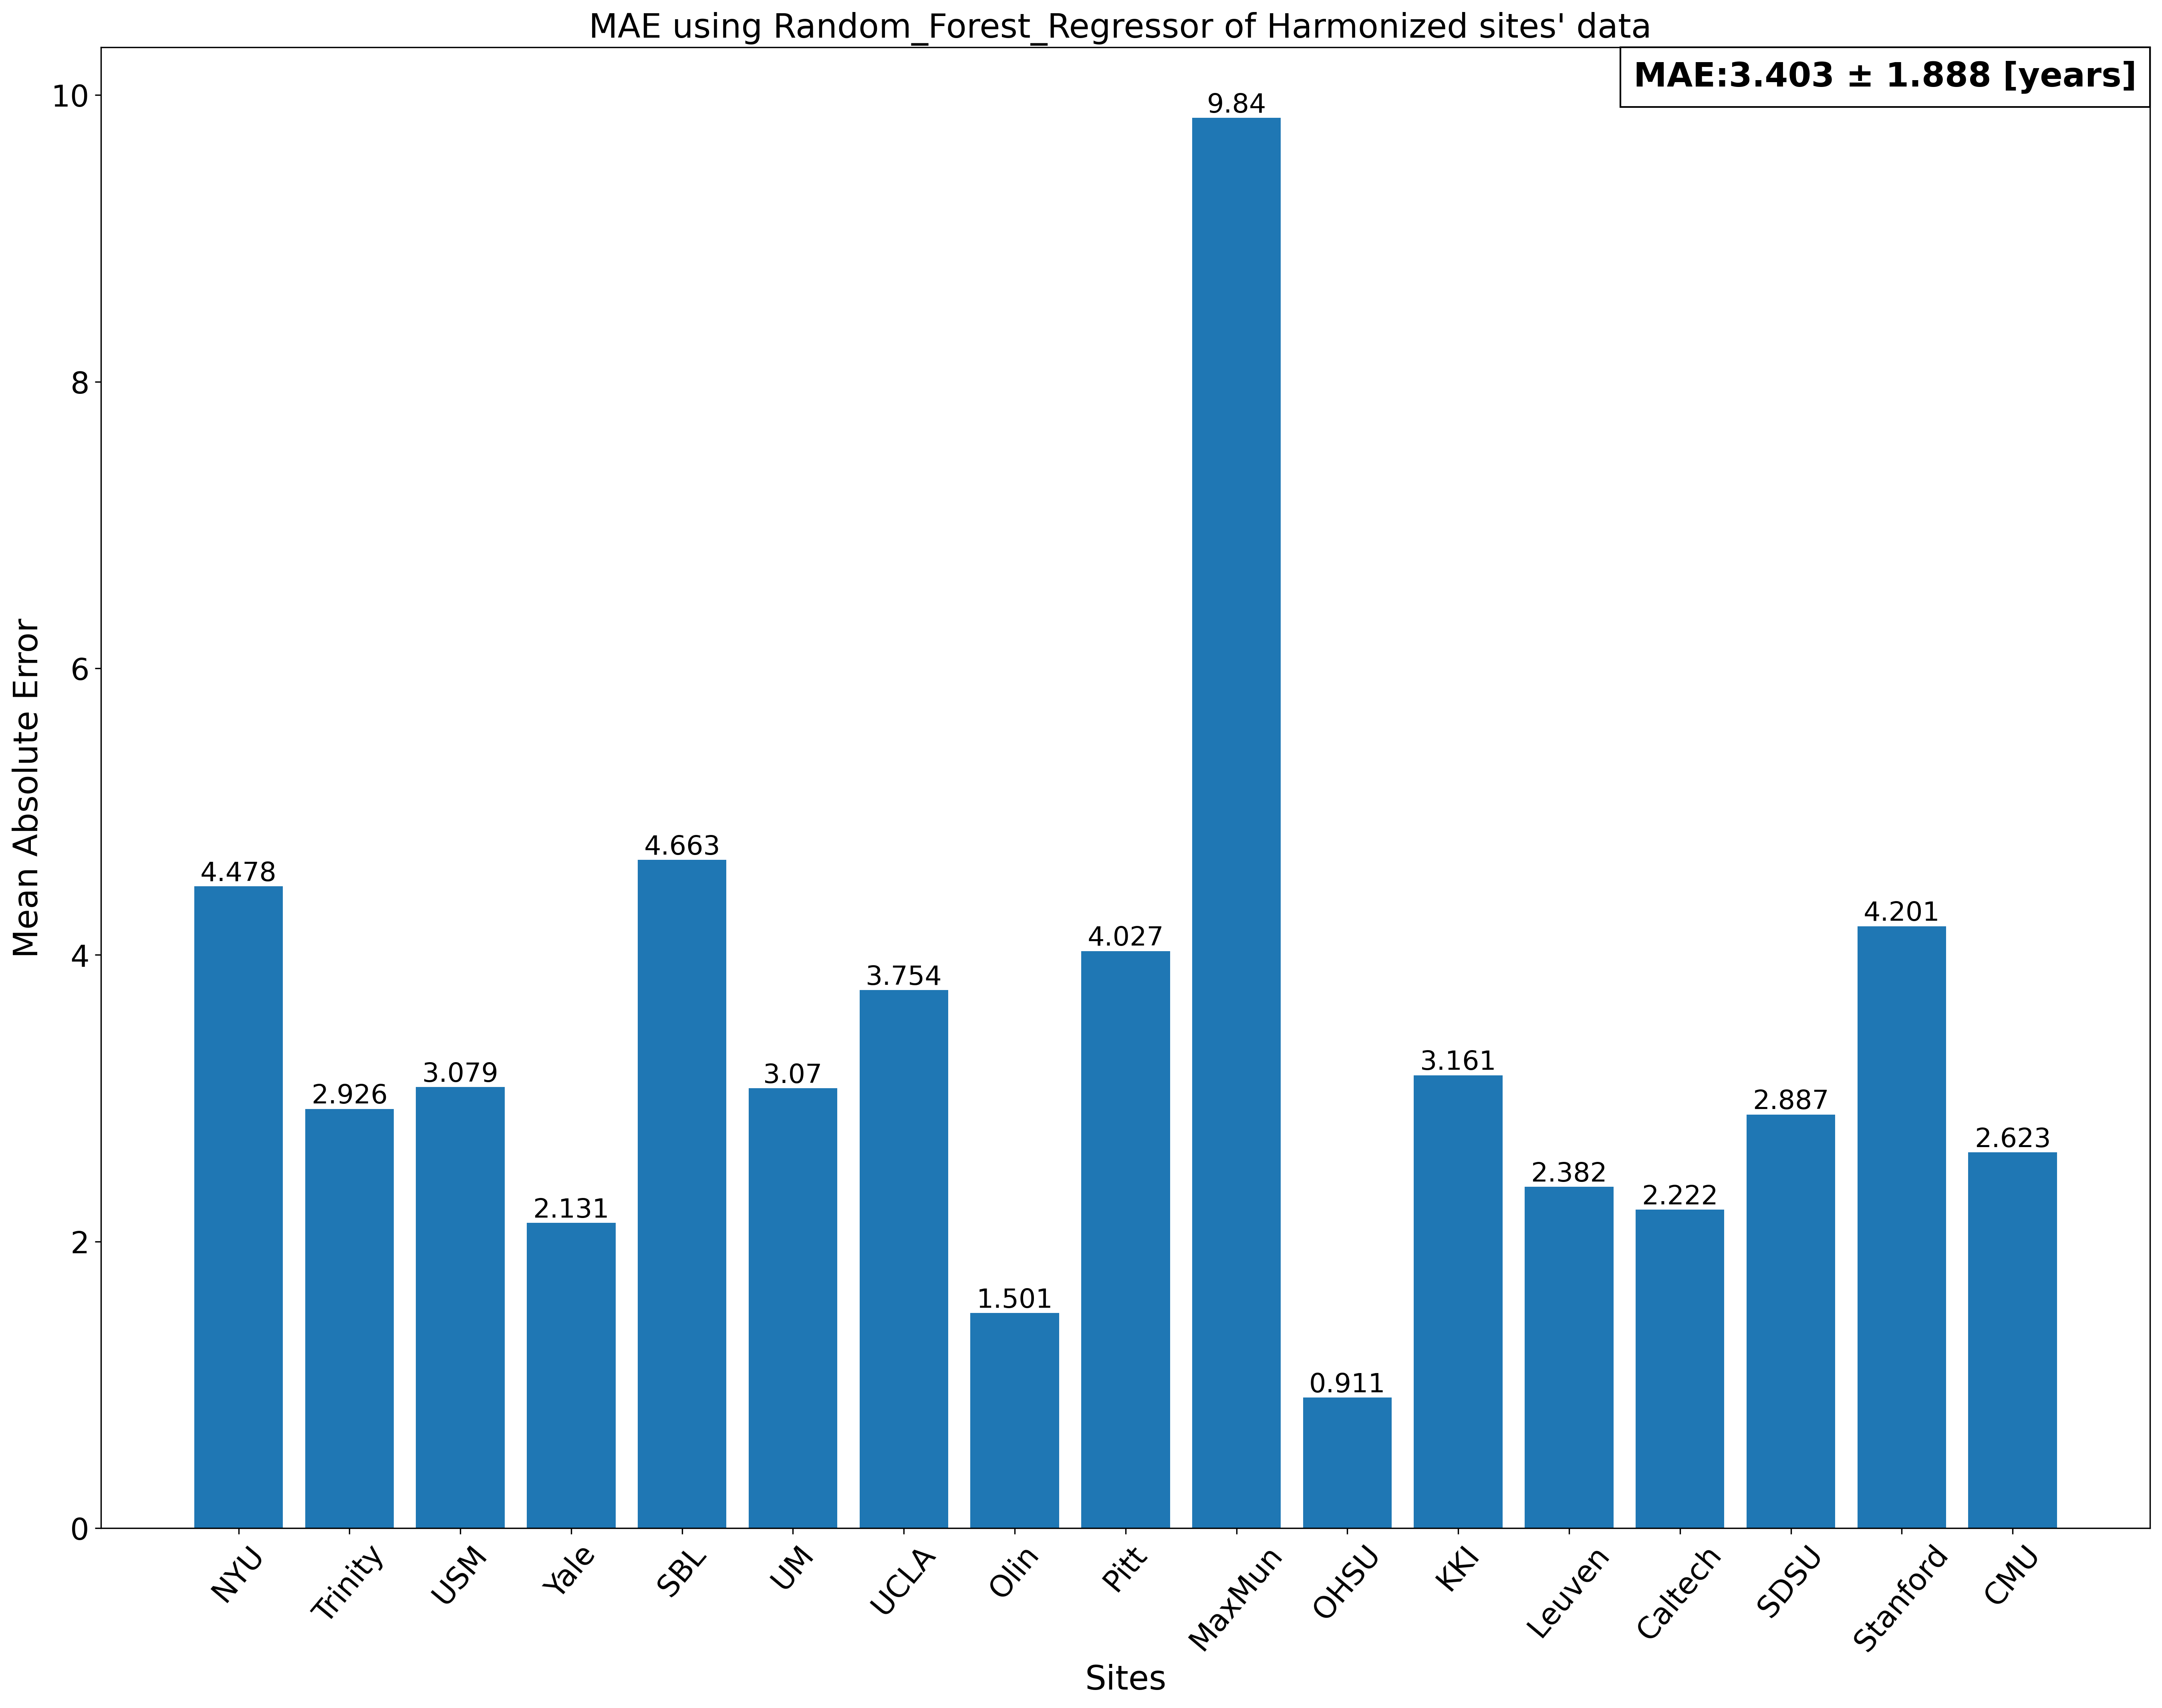 MAE using Random_Forest_Regressor of Harmonized sites' data
MAE:3.403 ± 1.888 [years]
Mean Absolute Error
10
8
6
4
2
0
4.478
2.926
3.079
2.131
4.663
3.07
3.754
1.501
4.027
9.84
0.911
3.161
2.382
2.222
2.887
4.201
2.623
NYU
Trinity
USM
Yale
SBL
UM
UCLA
Olin
Pitt
MaxMun
OHSU
KKI
Leuven
Caltech
SDSU
Stanford
CMU
Sites